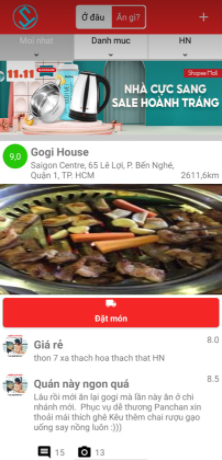 Ở đâu Ăn gì? +
Mới nhất Danh mục HN
11.11
Shopee Mall
NHÀ CỰC SANG
SALE HOÀNH TRÁNG
9,0 Gogi House
Saigon Centre, 65 Lê Lợi, P. Bến Nghé,
Quận 1, TP. HCM 2611,6km
Đặt món
Giá rẻ 8.0
thon 7 xa thach hoa thach that HN
Quán này ngon quá 8.5
Lâu rồi mới ăn lại gogi mà lần này ăn ở chi
nhánh mới. Phục vụ dễ thương Panchan xin
thoải mái thích ghê Kêu thêm chai rượu gạo
uống say nồng luôn :)))
15 13